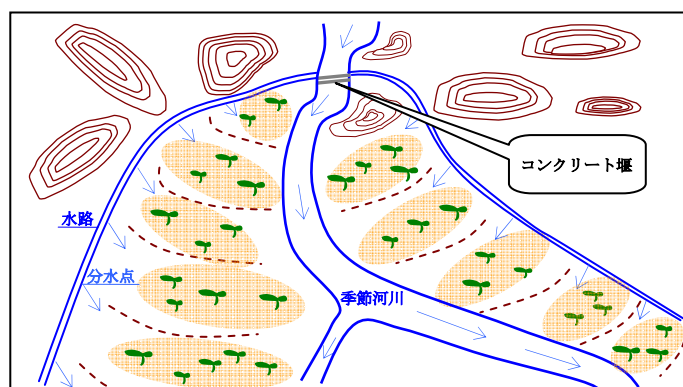 コンクリート堰
水路
分水点
季節河川